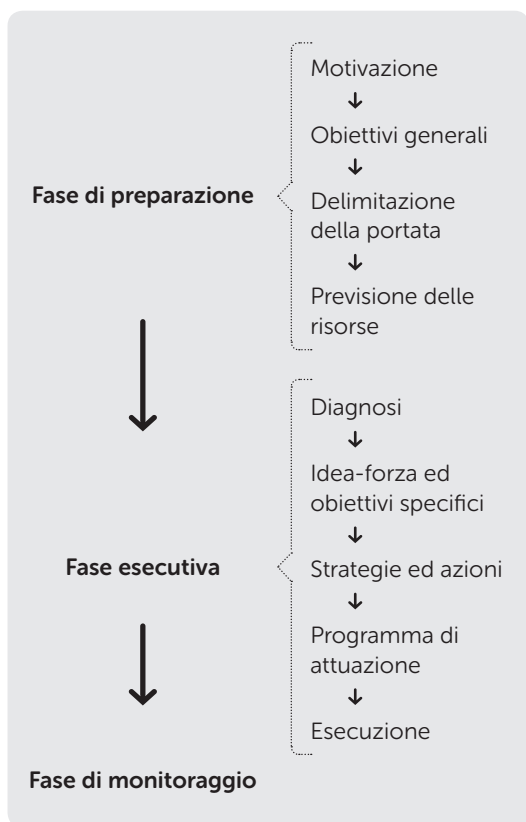 Fase di preparazione
Motivazione
Obiettivi generali
Delimitazione
della portata
Previsione delle
risorse
Fase esecutiva
Diagnosi
Idea-forza ed
obiettivi specifici
Strategie ed azioni
Programma di
attuazione
Esecuzione
Fase di monitoraggio